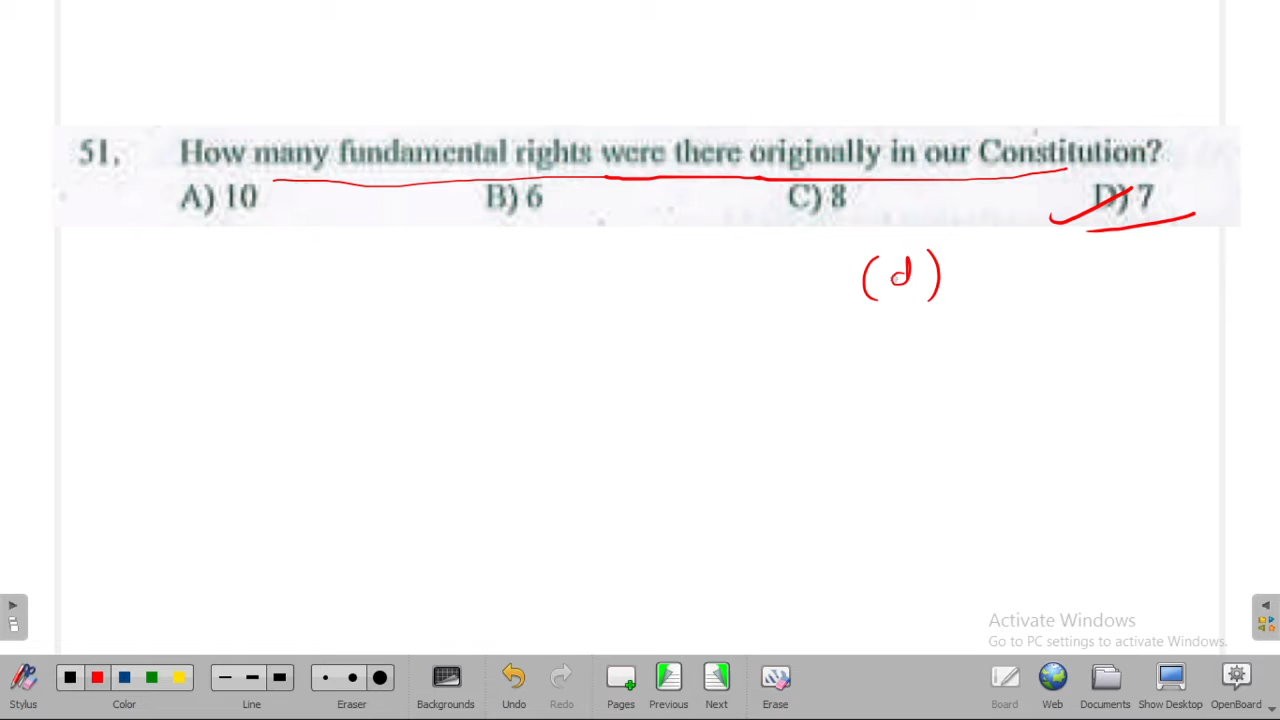 51. How many fundamental rights were there originally in our Constitution?
A) 10 B) 6 C) 8 D) 7
(d)
Activate Windows
Go to PC settings to activate Windows.
Stylus Color Line Eraser Backgrounds Undo Redo Pages Previous Next Erase Board Web Documents Show Desktop OpenBoard